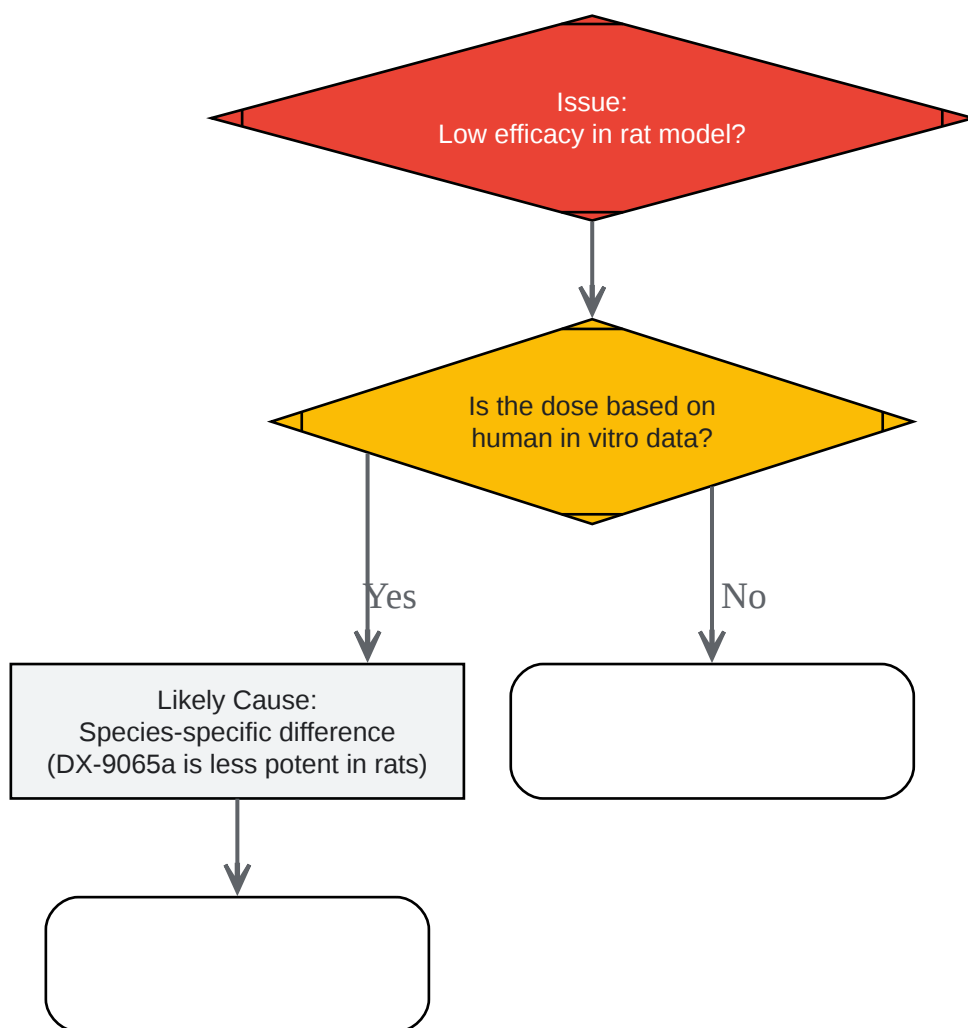 Issue:
Low efficacy in rat model?
Is the dose based on
human in vitro data?
Yes
No
Likely Cause:
Species-specific difference
(DX-9065a is less potent in rats)